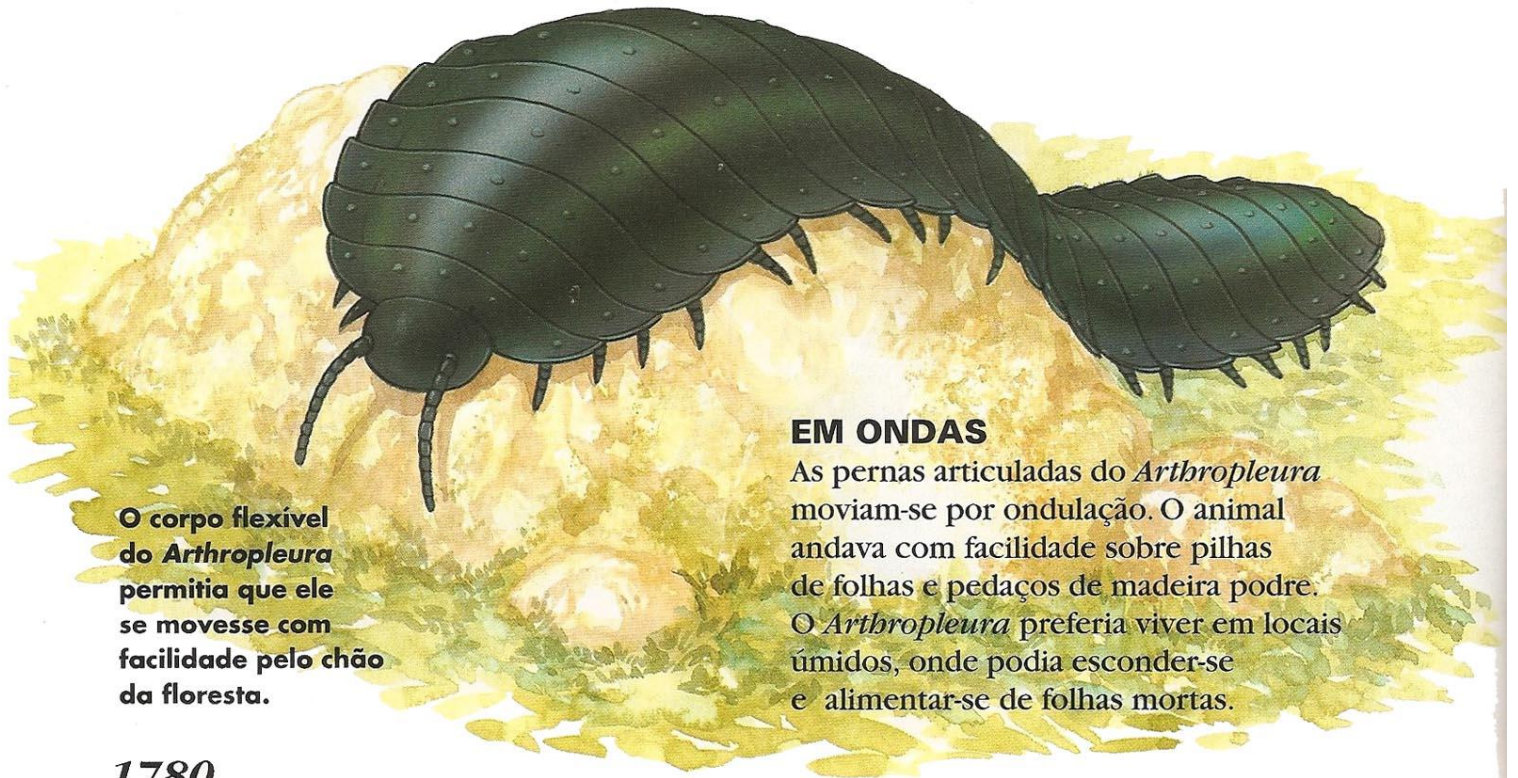 O corpo flexível
do Arthropleura
permitia que ele
se movesse com
facilidade pelo chão
da floresta.
EM ONDAS
As pernas articuladas do Arthropleura
moviam-se por ondulação. O animal
andava com facilidade sobre pilhas
de folhas e pedaços de madeira podre.
O Arthropleura preferia viver em locais
úmidos, onde podia esconder-se
e alimentar-se de folhas mortas.
1780